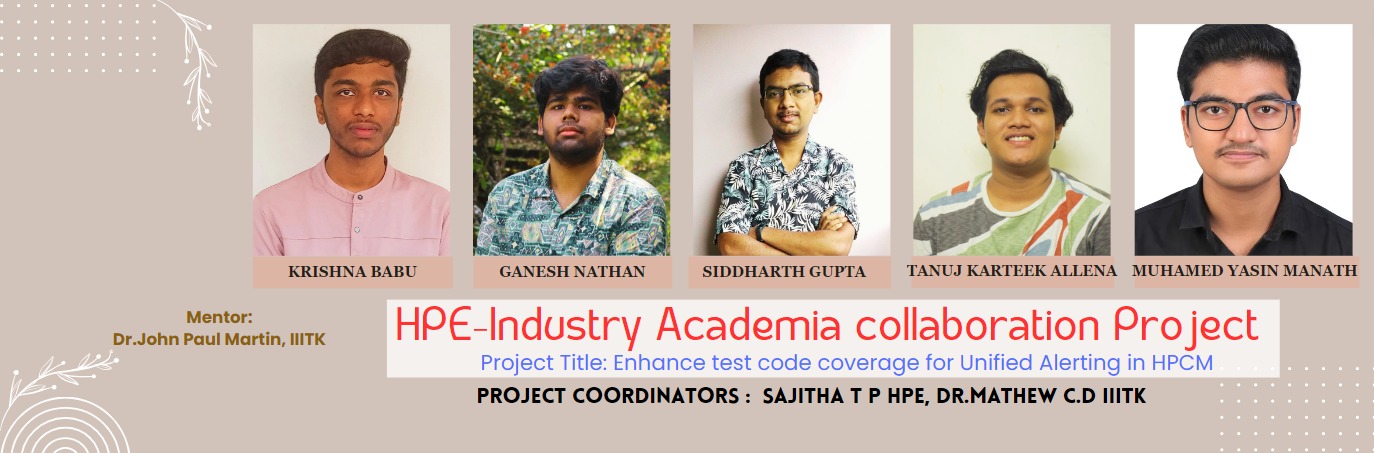 KRISHNA BABU
GANESH NATHAN
SIDDHARTH GUPTA
TANUJ KARTEEK ALLENA
MUHAMED YASIN MANATH
Mentor:
Dr.John Paul Martin, IIITK
HPE-Industry Academia collaboration Project
Project Title: Enhance test code coverage for Unified Alerting in HPCM
PROJECT COORDINATORS : SAJITHA T P HPE, DR.MATHEW C.D IIITK